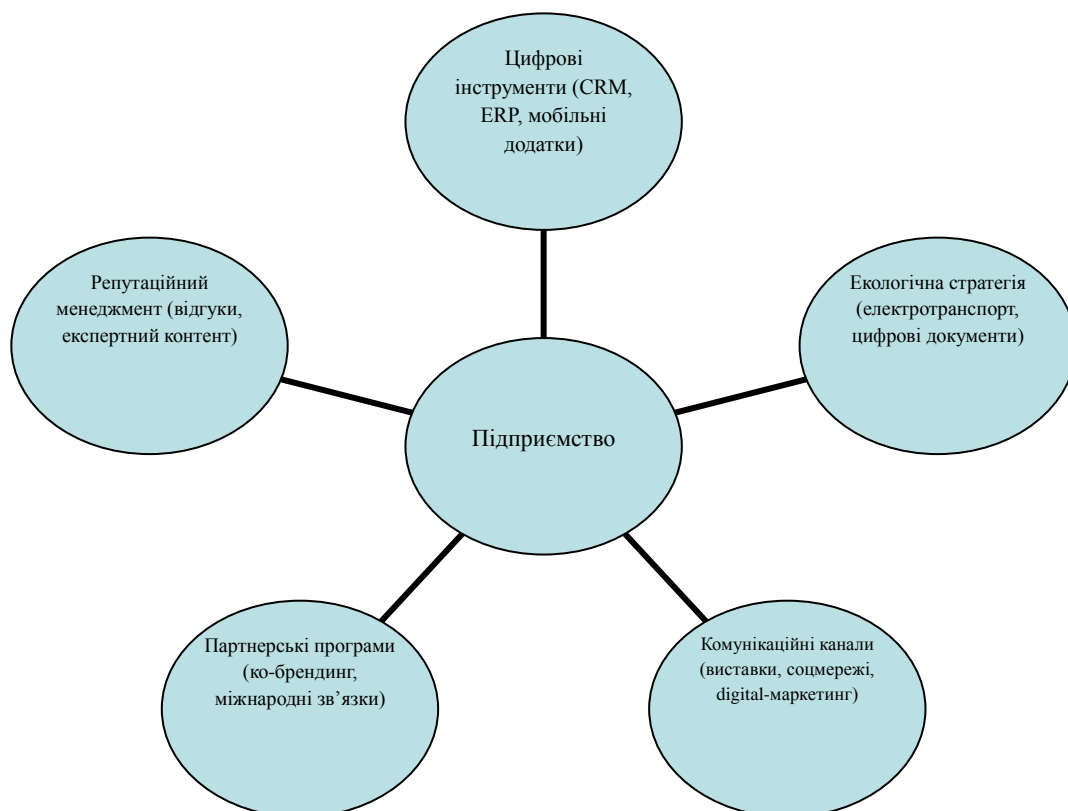 Цифрові
інструменти (CRM,
ERP, мобільні
додатки)
Репутаційний
менеджмент (відгуки,
експертний контент)
Екологічна стратегія
(електротранспорт,
цифрові документи)
Підприємство
Партнерські програми
(ко-брендинг,
міжнародні зв’язки)
Комунікаційні канали
(виставки, соцмережі,
digital-маркетинг)